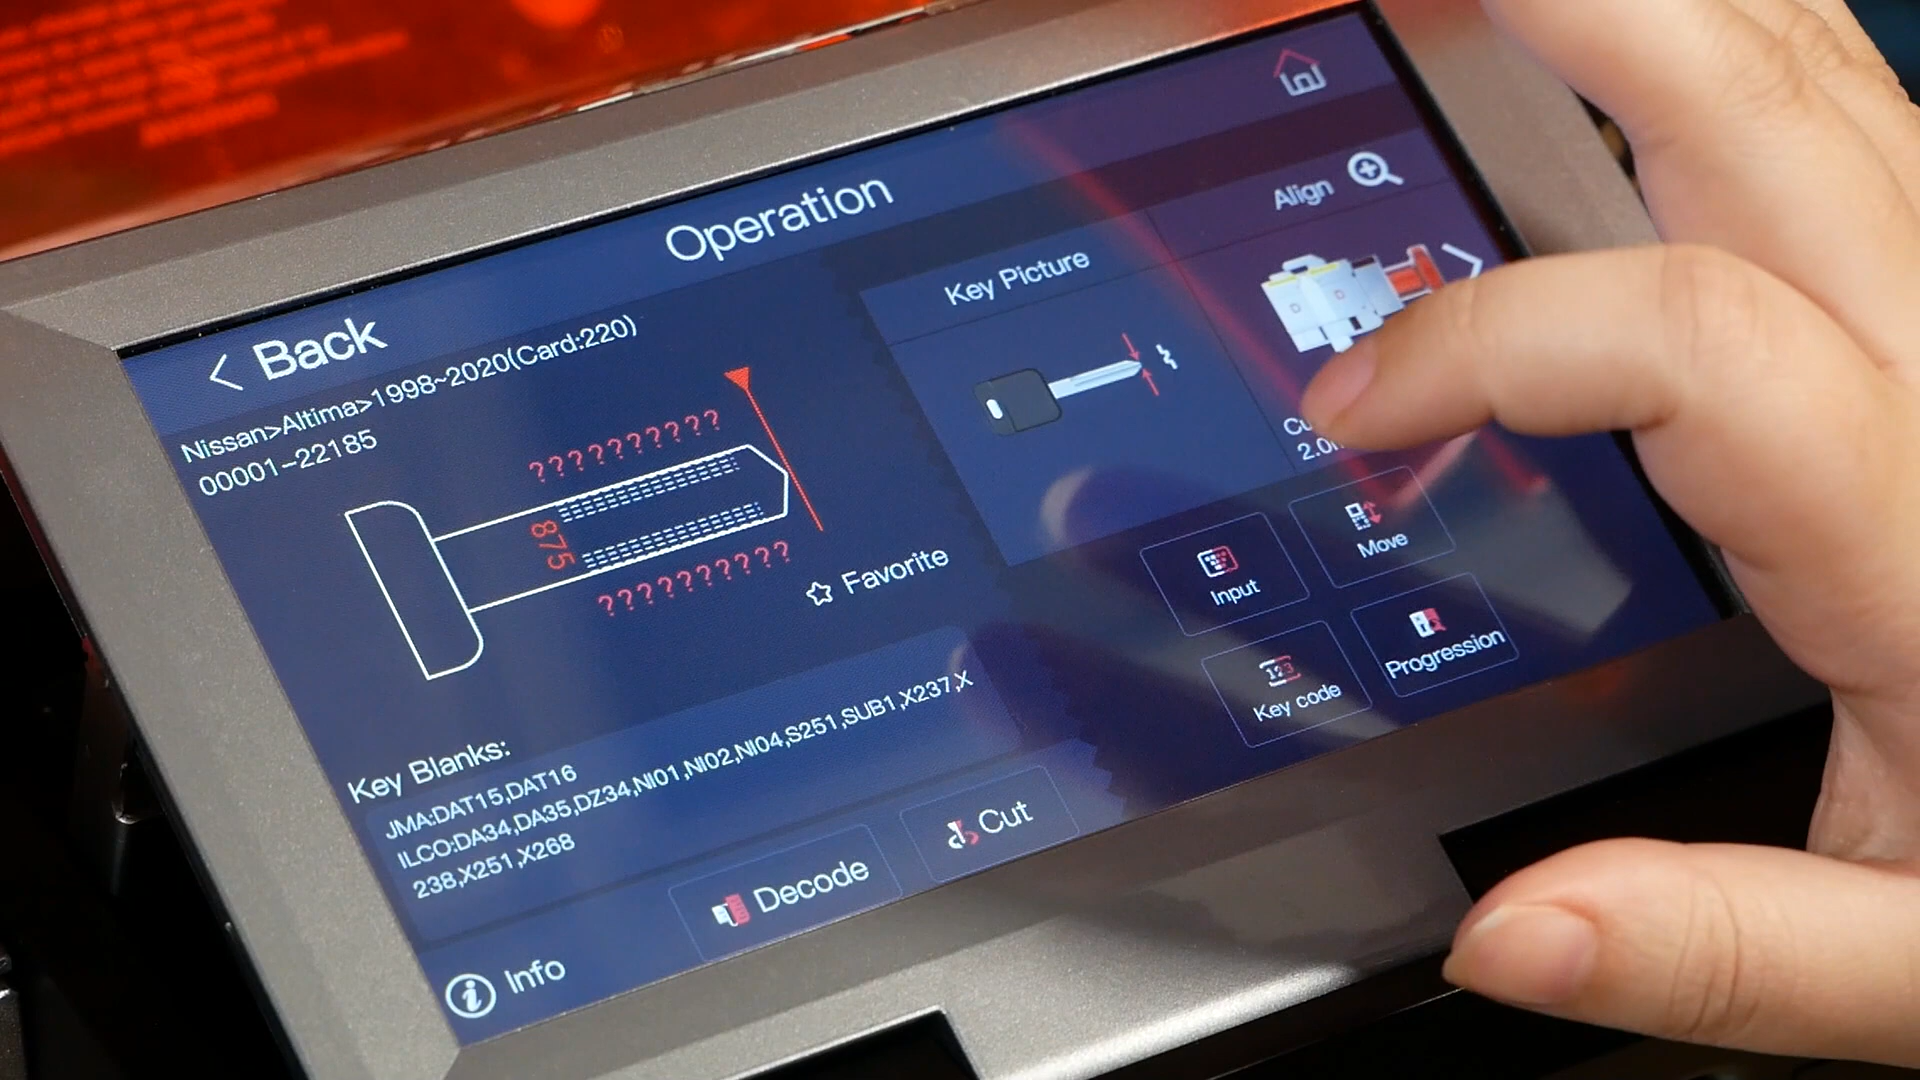 Operation
Back
Nissan>Altima>1998~2020(Card:220)
00001-22185
??????????
875
??????????
Favorite
Key Picture
Align
2.0
Input
Move
Key code
Progression
Key Blanks:
JMA:DAT15,DAT16
ILCO:DA34,DA35,DZ34,NI01,NI02,NI04,S251,SUB1,X237,X
238,X251,X268
Decode
Cut
Info